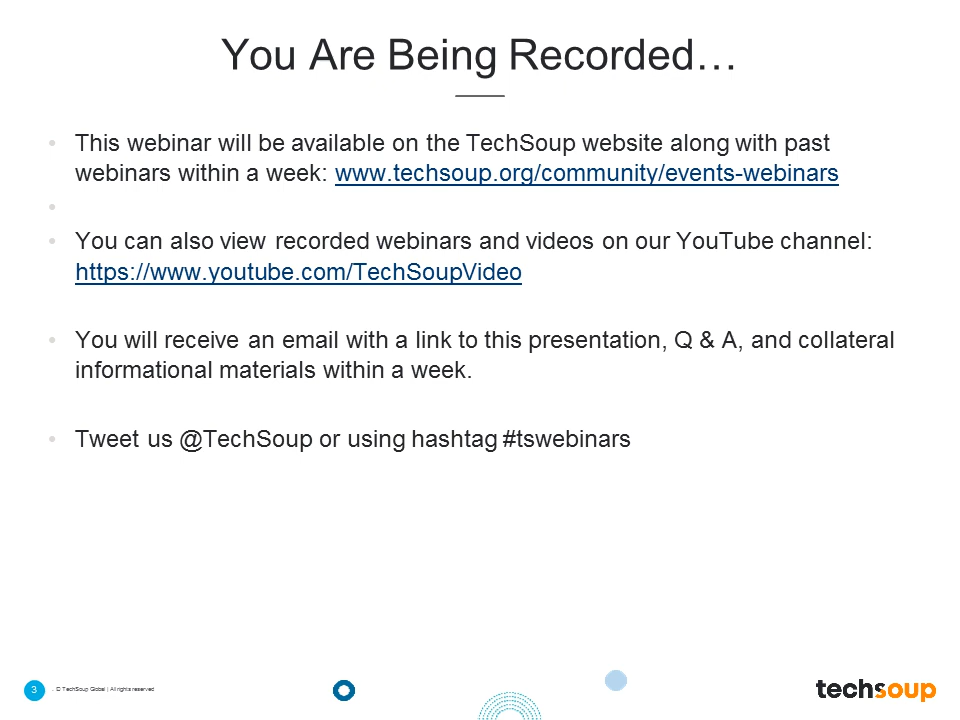 You Are Being Recorded…
• This webinar will be available on the TechSoup website along with past
webinars within a week: www.techsoup.org/community/events-webinars
•
• You can also view recorded webinars and videos on our YouTube channel:
https://www.youtube.com/TechSoupVideo
• You will receive an email with a link to this presentation, Q & A, and collateral
informational materials within a week.
• Tweet us @TechSoup or using hashtag #tswebinars
3 . © TechSoup Global | All rights reserved
techsoup